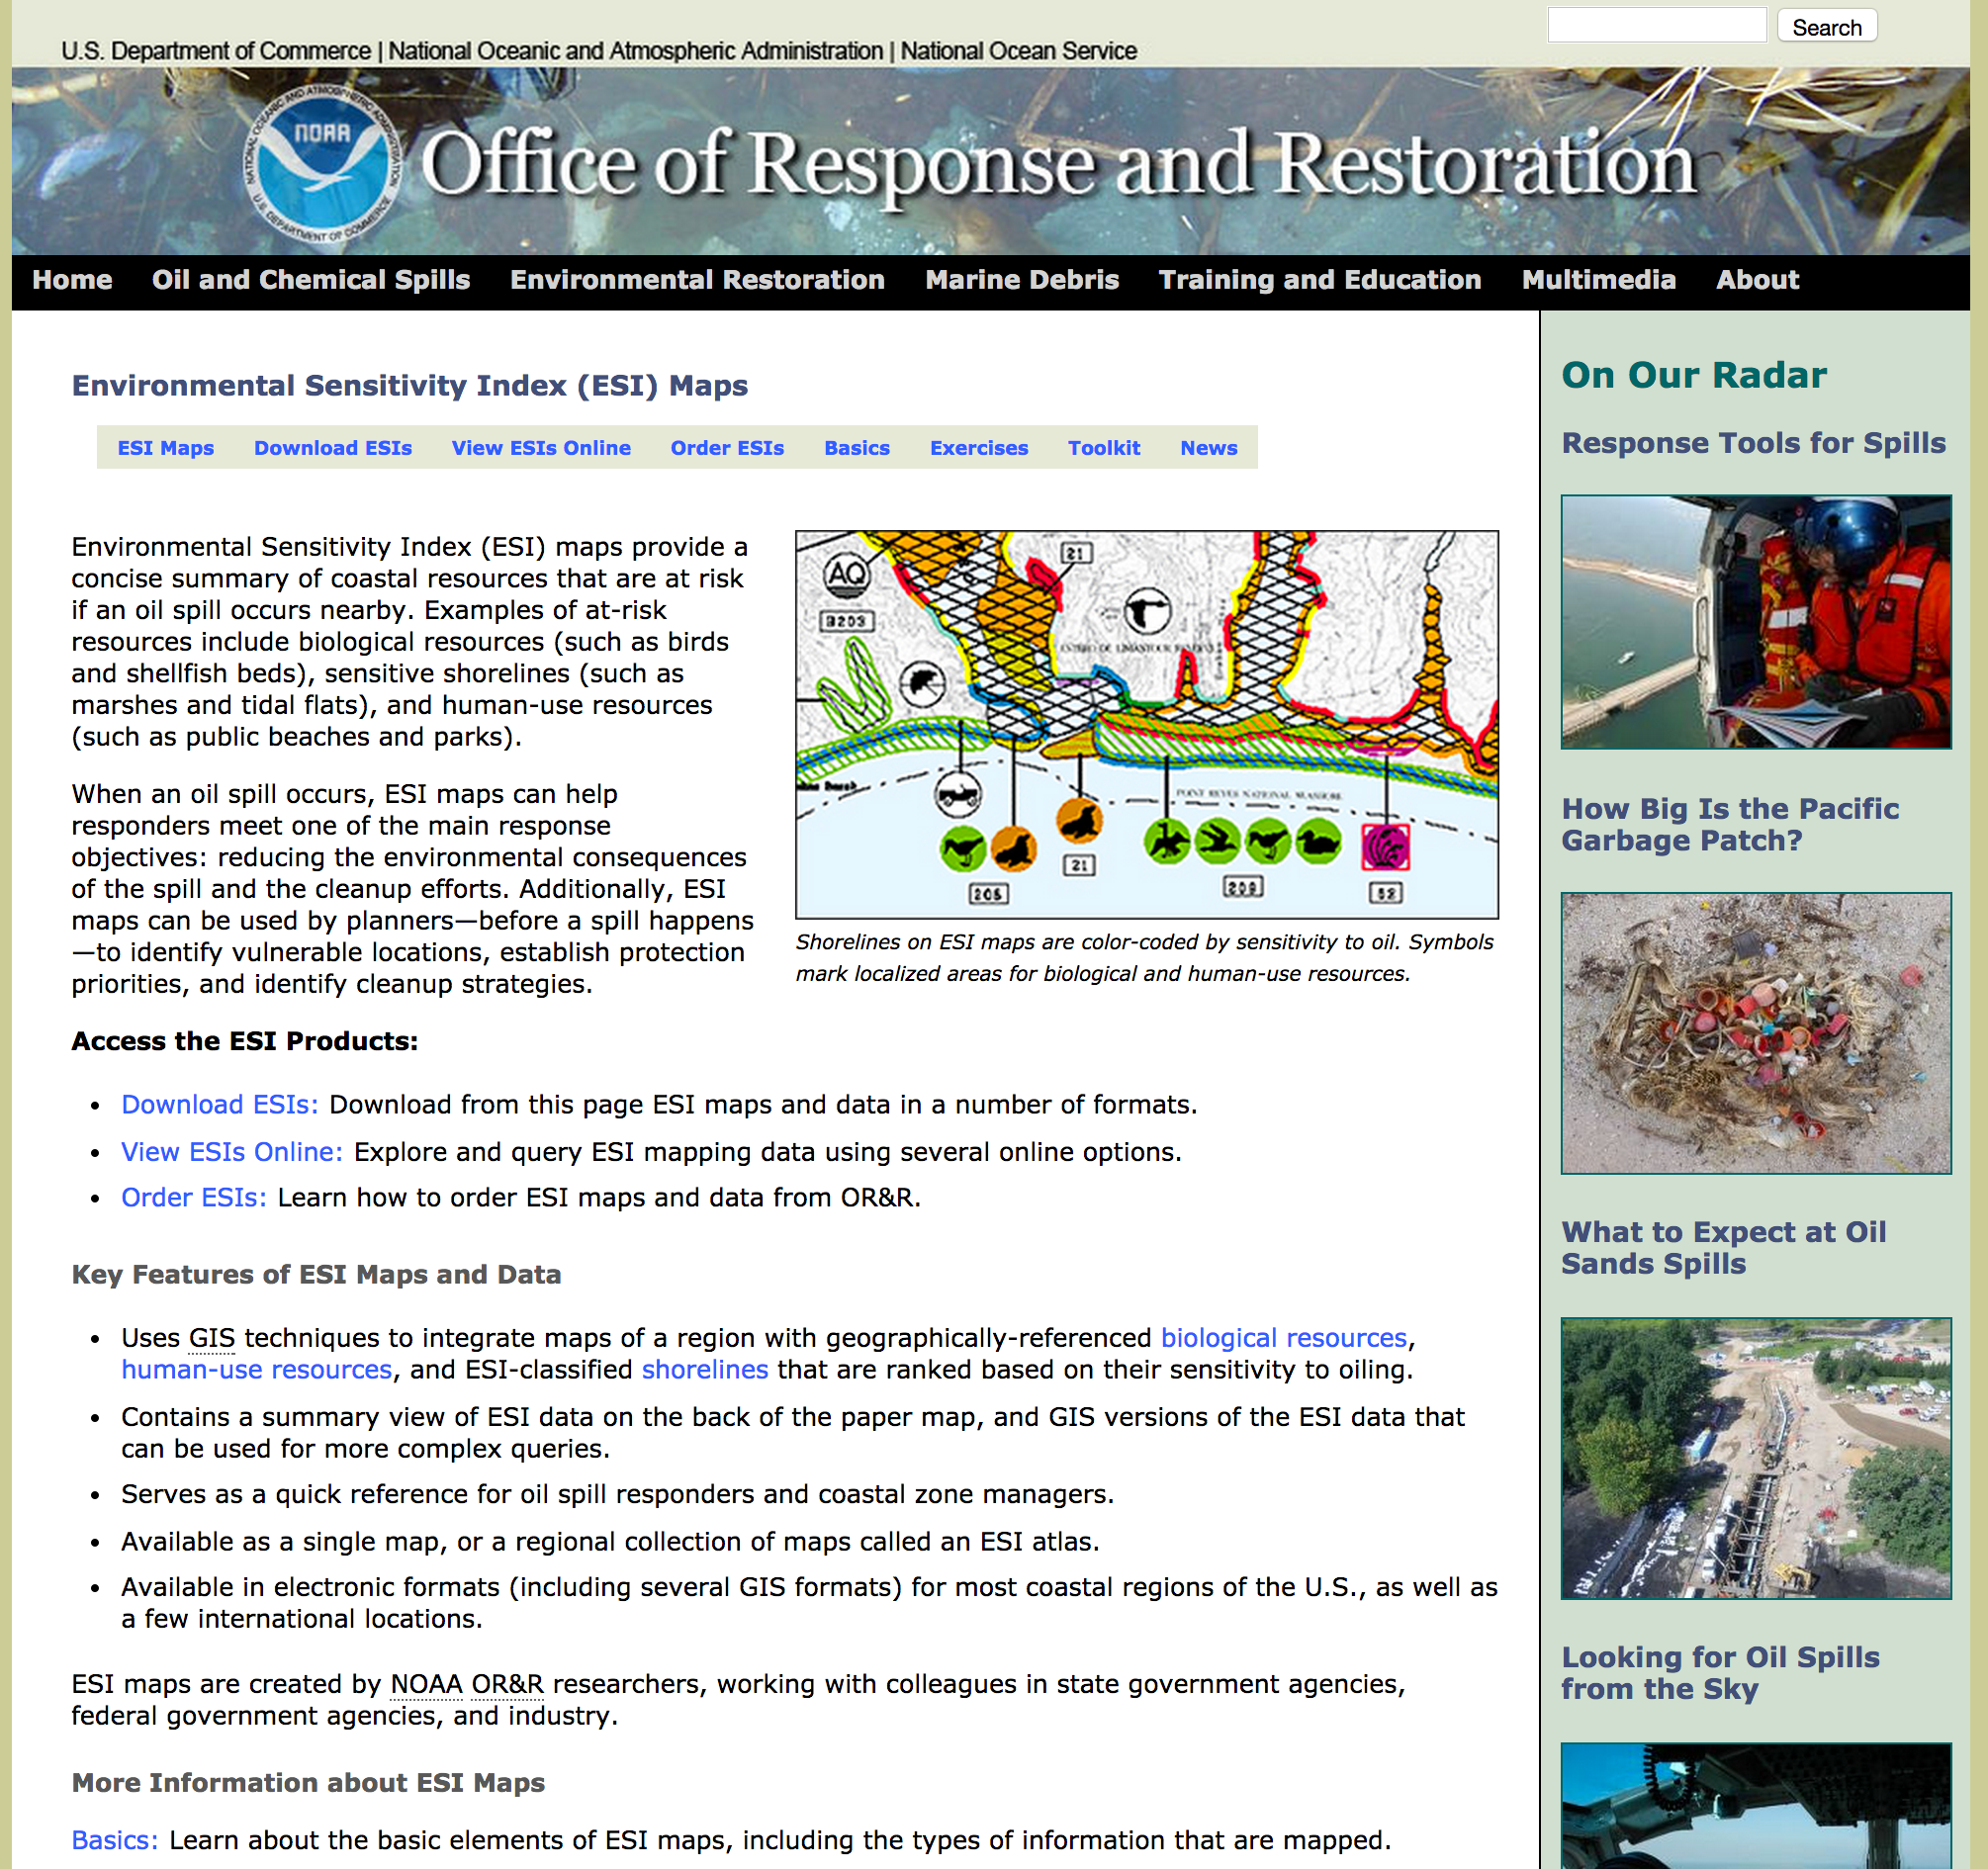 Search
U.S. Department of Commerce | National Oceanic and Atmospheric Administration | National Ocean Service
NATIONAL OCEANIC AND ATMOSPHERIC ADMINISTRATION
NOAA
U.S. DEPARTMENT OF COMMERCE
Office of Response and Restoration
Home Oil and Chemical Spills Environmental Restoration Marine Debris Training and Education Multimedia About
Environmental Sensitivity Index (ESI) Maps
ESI Maps Download ESIs View ESIs Online Order ESIs Basics Exercises Toolkit News
Environmental Sensitivity Index (ESI) maps provide a
concise summary of coastal resources that are at risk
if an oil spill occurs nearby. Examples of at-risk
resources include biological resources (such as birds
and shellfish beds), sensitive shorelines (such as
marshes and tidal flats), and human-use resources
(such as public beaches and parks).
When an oil spill occurs, ESI maps can help
responders meet one of the main response
objectives: reducing the environmental consequences
of the spill and the cleanup efforts. Additionally, ESI
maps can be used by planners—before a spill happens
—to identify vulnerable locations, establish protection
priorities, and identify cleanup strategies.
21
AQ
B203
POINT REYES NATIONAL SEASHORE
205
21
208
52
Shorelines on ESI maps are color-coded by sensitivity to oil. Symbols
mark localized areas for biological and human-use resources.
Access the ESI Products:
• Download ESIs: Download from this page ESI maps and data in a number of formats.
• View ESIs Online: Explore and query ESI mapping data using several online options.
• Order ESIs: Learn how to order ESI maps and data from OR&R.
Key Features of ESI Maps and Data
• Uses GIS techniques to integrate maps of a region with geographically-referenced biological resources,
human-use resources, and ESI-classified shorelines that are ranked based on their sensitivity to oiling.
• Contains a summary view of ESI data on the back of the paper map, and GIS versions of the ESI data that
can be used for more complex queries.
• Serves as a quick reference for oil spill responders and coastal zone managers.
• Available as a single map, or a regional collection of maps called an ESI atlas.
• Available in electronic formats (including several GIS formats) for most coastal regions of the U.S., as well as
a few international locations.
ESI maps are created by NOAA OR&R researchers, working with colleagues in state government agencies,
federal government agencies, and industry.
More Information about ESI Maps
Basics: Learn about the basic elements of ESI maps, including the types of information that are mapped.
On Our Radar
Response Tools for Spills
How Big Is the Pacific
Garbage Patch?
What to Expect at Oil
Sands Spills
Looking for Oil Spills
from the Sky